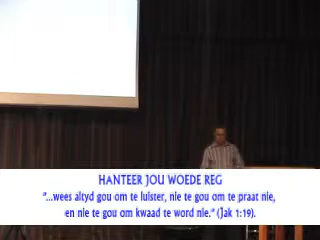 HANTEER JOU WOEDE REG
"...wees altyd gou om te luister, nie te gou om te praat nie,
en nie te gou om kwaad te word nie." (Jak 1:19).